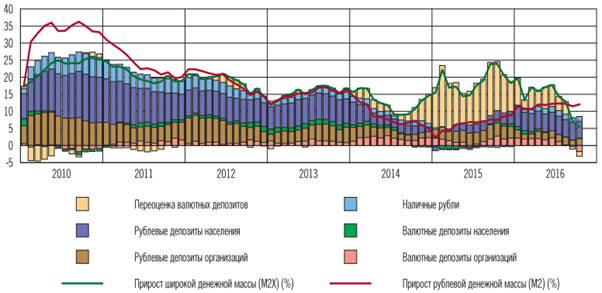 40
35
30
25
20
15
10
5
0
-5
2010 2011 2012 2013 2014 2015 2016
Переоценка валютных депозитов Наличные рубли
Рублевые депозиты населения Валютные депозиты населения
Рублевые депозиты организаций Валютные депозиты организаций
Прирост широкой денежной массы (M2X) (%) Прирост рублевой денежной массы (M2) (%)